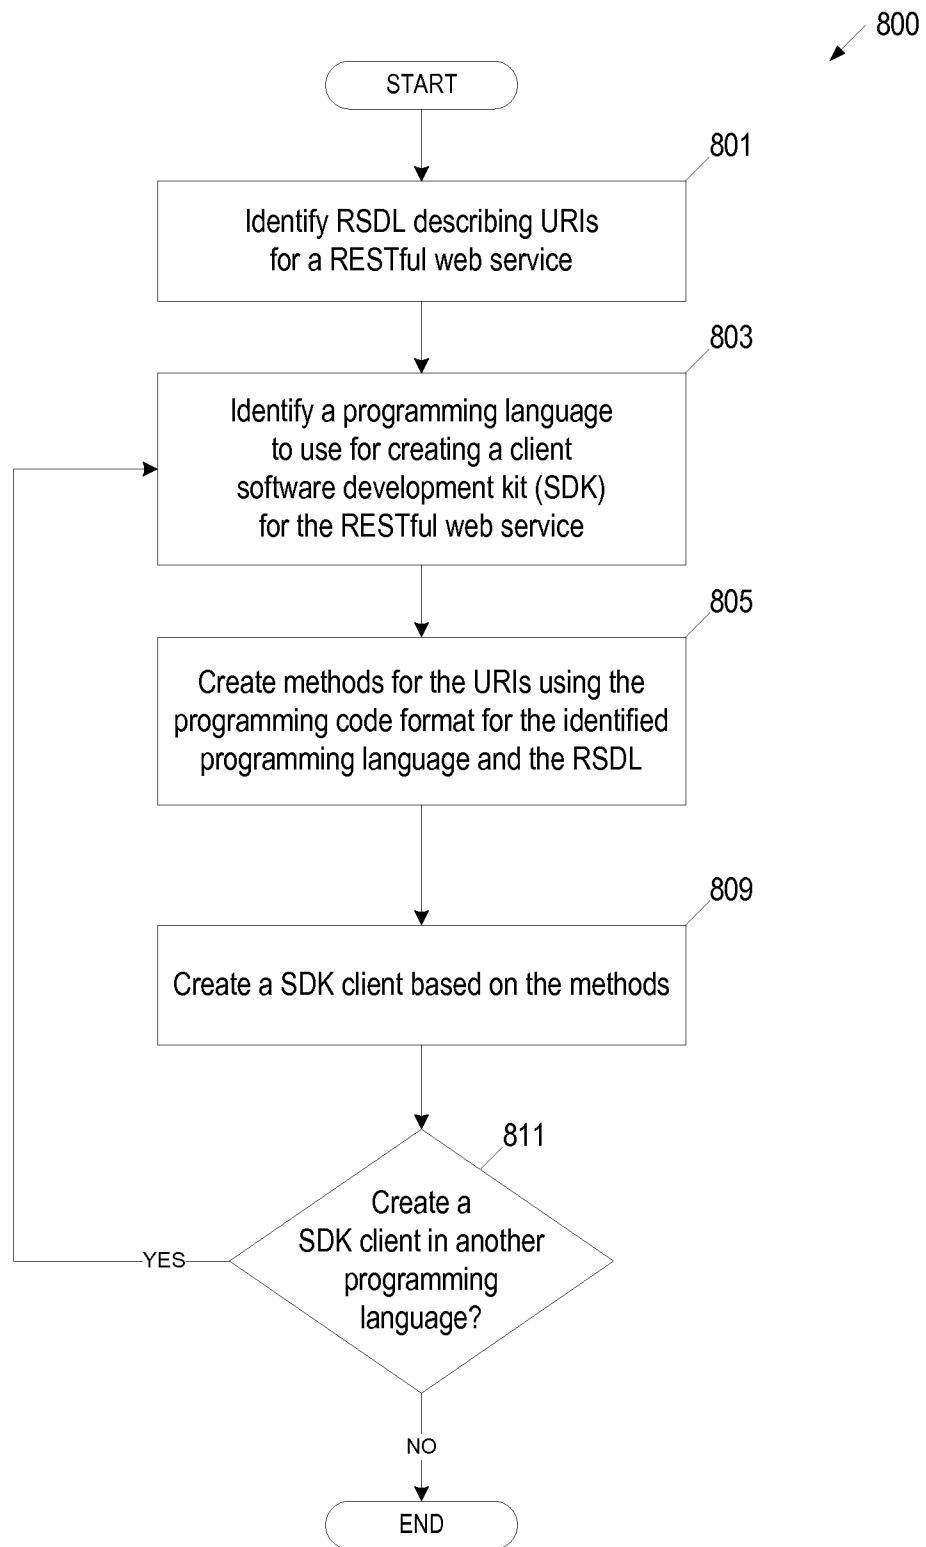 800
START
801
Identify RSDL describing URIs
for a RESTful web service
803
Identify a programming language
to use for creating a client
software development kit (SDK)
for the RESTful web service
805
Create methods for the URIs using the
programming code format for the identified
programming language and the RSDL
809
Create a SDK client based on the methods
811
Create a
SDK client in another
programming
language?
YES
NO
END